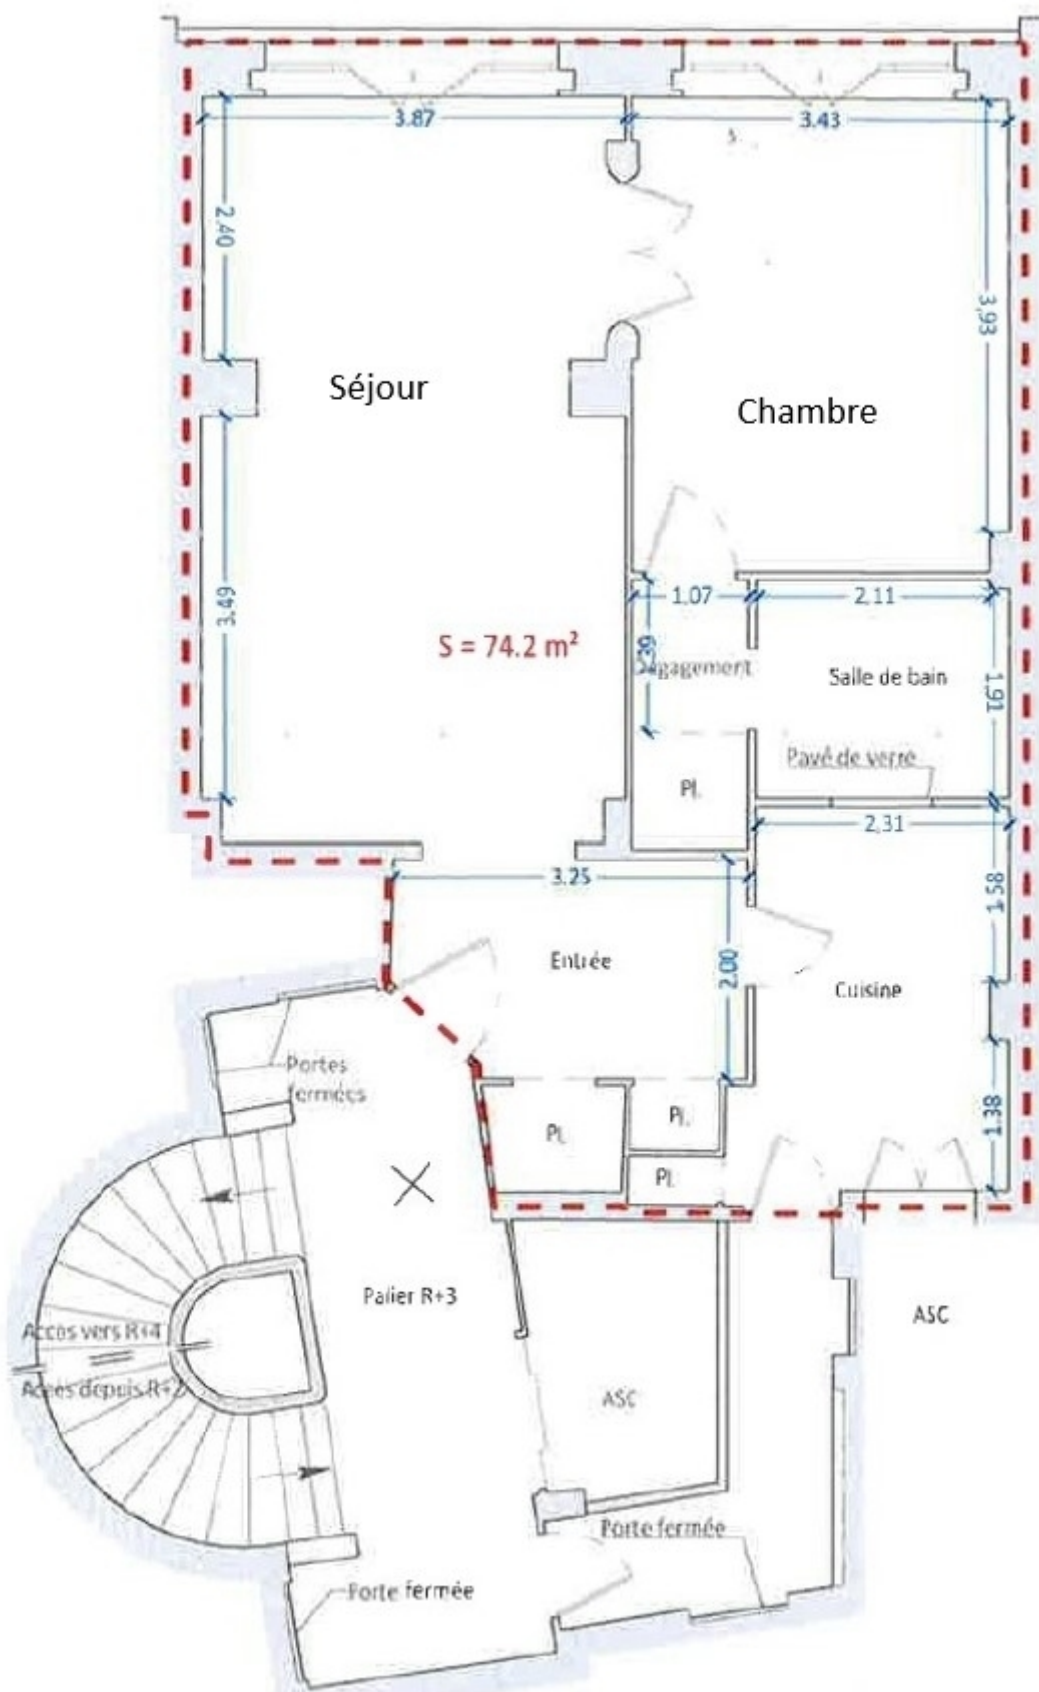 3.87
3.43
2,40
3,93
Séjour
Chambre
3,49
1,07
2,11
S = 74.2 m²
Dégagement
Salle de bain
1,91
Pavé de verre
Pl.
2,31
3.25
1.58
Entrée
2.00
Cuisine
Portes
fermées
1.38
Pl.
Pl.
Pl.
Palier R+3
ASC
Accès vers R+4
Accès depuis R+2
ASC
Porte fermée
Porte fermée